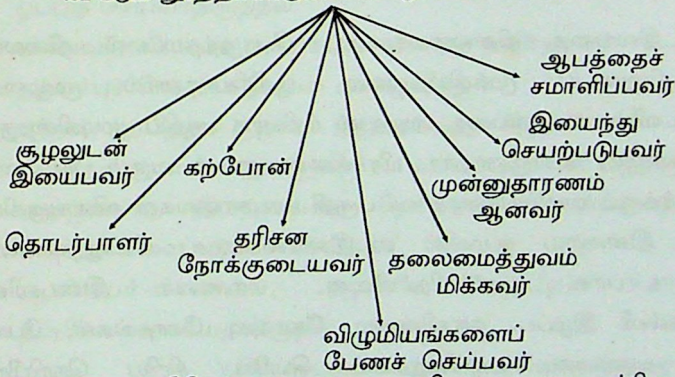 ஆபத்தைச்
சமாளிப்பவர்
இயைந்து
செயற்படுபவர்
சூழலுடன்
இயைபவர்
கற்போன்
முன்னுதாரணம்
ஆனவர்
தொடர்பாளர்
தரிசன
நோக்குடையவர்
தலைமைத்துவம்
மிக்கவர்
விழுமியங்களைப்
பேணச் செய்பவர்